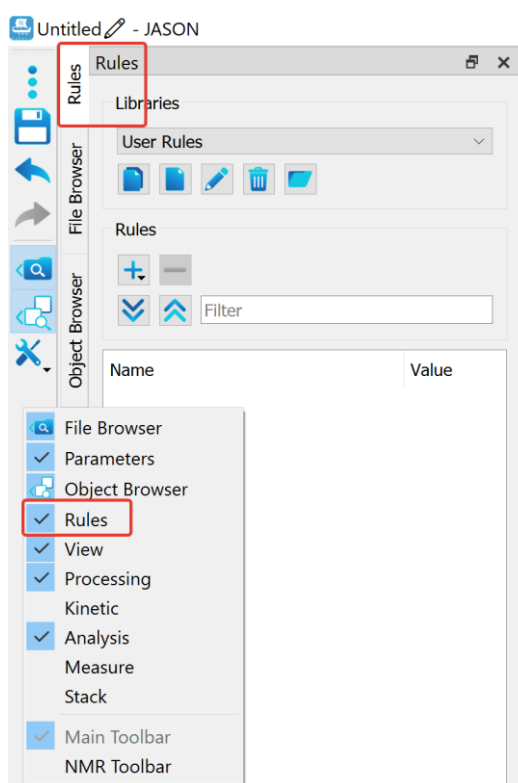 Untitled - JASON
Rules
Rules
File Browser
Object Browser
Libraries
User Rules
Rules
Filter
Name Value
File Browser
Parameters
Object Browser
Rules
View
Processing
Kinetic
Analysis
Measure
Stack
Main Toolbar
NMR Toolbar